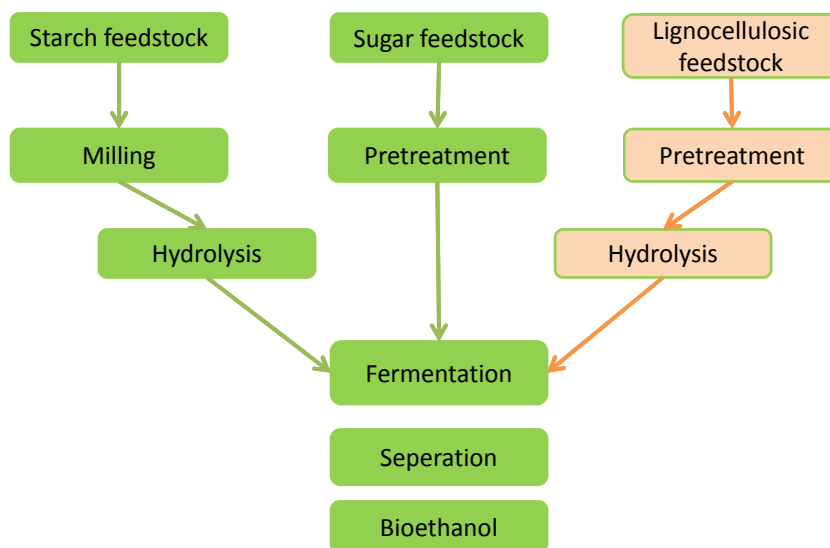 Starch feedstock
Sugar feedstock
Lignocellulosic
feedstock
Milling
Pretreatment
Pretreatment
Hydrolysis
Hydrolysis
Fermentation
Seperation
Bioethanol